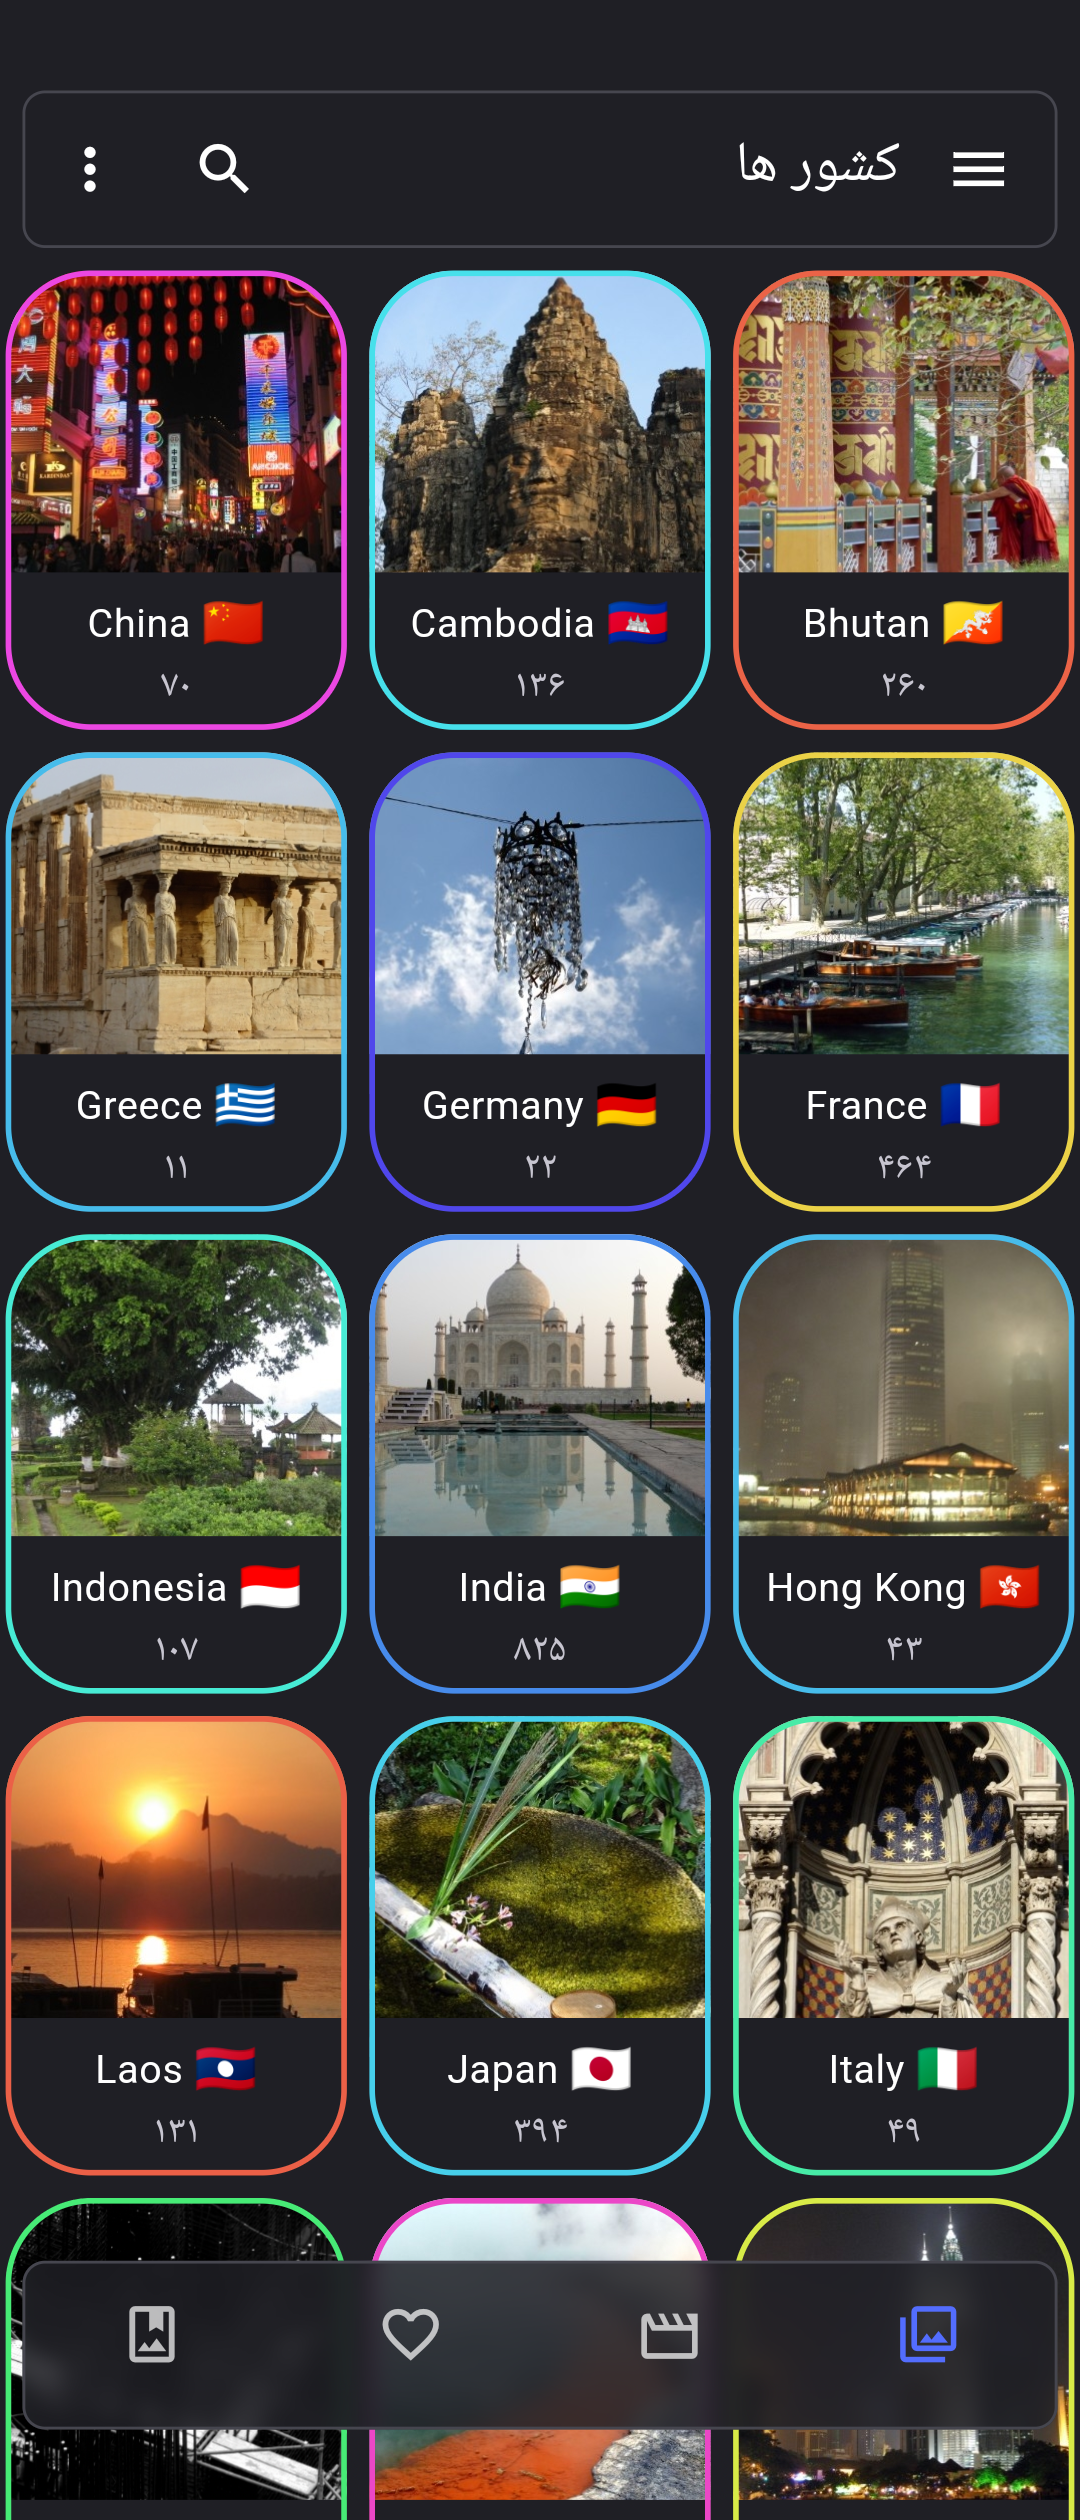 کشور ها
Bhutan 🇧🇹
۲۶۰
Cambodia 🇰🇭
۱۳۶
China 🇨🇳
۷۰
France 🇫🇷
۴۶۴
Germany 🇩🇪
۲۲
Greece 🇬🇷
۱۱
Hong Kong 🇭🇰
۴۳
India 🇮🇳
۸۲۵
Indonesia 🇮🇩
۱۰۷
Italy 🇮🇹
۴۹
Japan 🇯🇵
۳۹۴
Laos 🇱🇦
۱۳۱